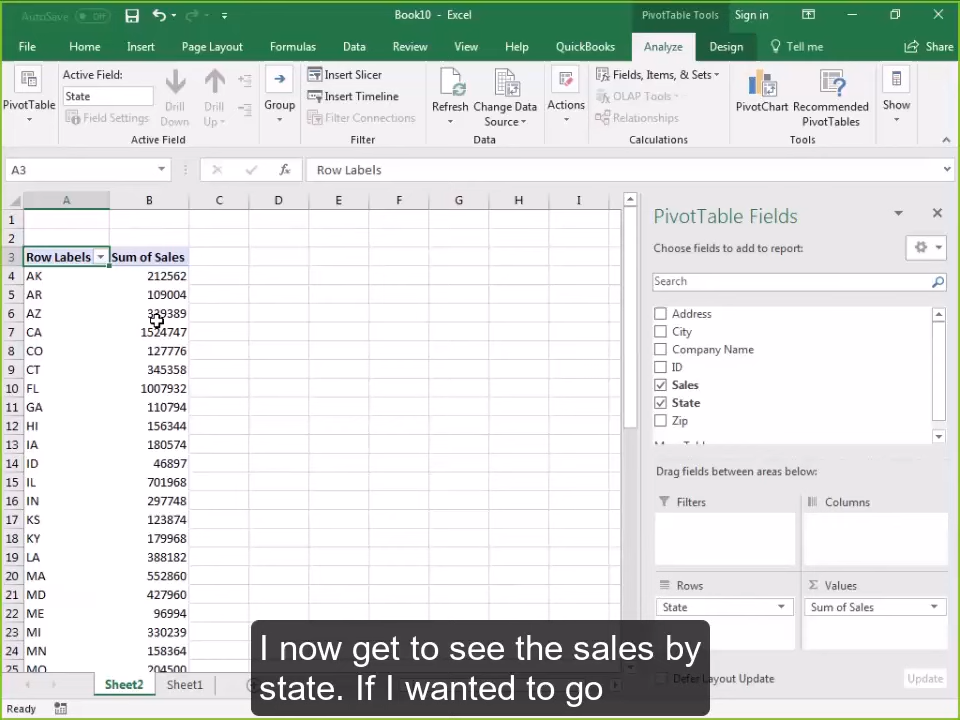 AutoSave Off Book10 - Excel PivotTable Tools Sign in
File Home Insert Page Layout Formulas Data Review View Help QuickBooks Analyze Design Tell me Share
PivotTable
Active Field:
State
Field Settings
Drill Down
Drill Up
Active Field
Group
Insert Slicer
Insert Timeline
Filter Connections
Filter
Refresh
Change Data Source
Data
Actions
Fields, Items, & Sets
OLAP Tools
Relationships
Calculations
PivotChart
Recommended PivotTables
Tools
Show
A3 fx Row Labels
A B C D E F G H I
1
2
3 Row Labels Sum of Sales
4 AK 212562
5 AR 109004
6 AZ 339389
7 CA 1524747
8 CO 127776
9 CT 345358
10 FL 1007932
11 GA 110794
12 HI 156344
13 IA 180574
14 ID 46897
15 IL 701968
16 IN 297748
17 KS 123874
18 KY 179968
19 LA 388182
20 MA 552860
21 MD 427960
22 ME 96994
23 MI 330239
24 MN 158364
25 MO 204500
Sheet2 Sheet1
Ready
PivotTable Fields
Choose fields to add to report:
Search
Address
City
Company Name
ID
Sales
State
Zip
Drag fields between areas below:
Filters Columns
Rows Σ Values
State Sum of Sales
Defer Layout Update Update
I now get to see the sales by
state. If I wanted to go